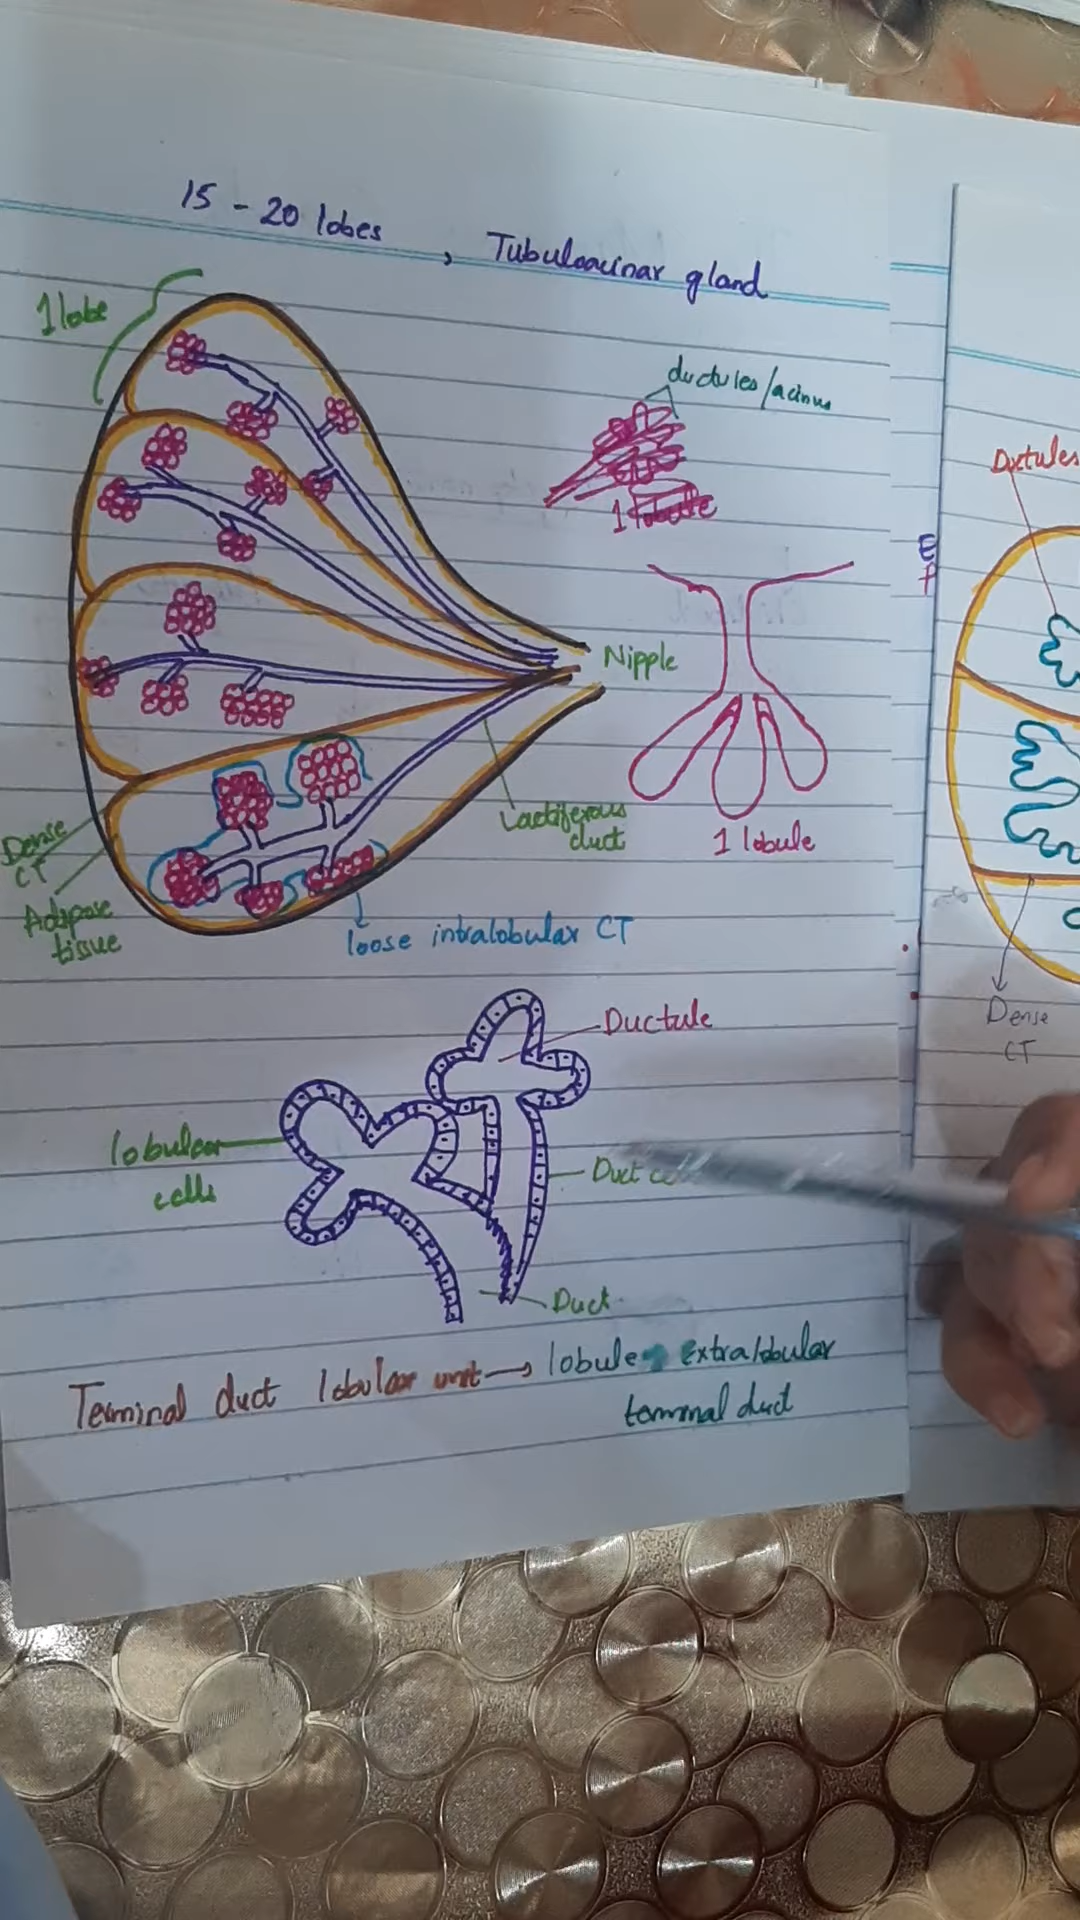 15 - 20 lobes , Tubuloacinar gland
1 lobe
ductules/acinus
1 lobule
Nipple
Lactiferous
duct
1 lobule
Dense
CT
Adipose
tissue
loose intralobular CT
Ductule
lobular
cells
Duct
Duct
Terminal duct lobular unit → lobule extralobular
terminal duct
Ductules
Dense
CT